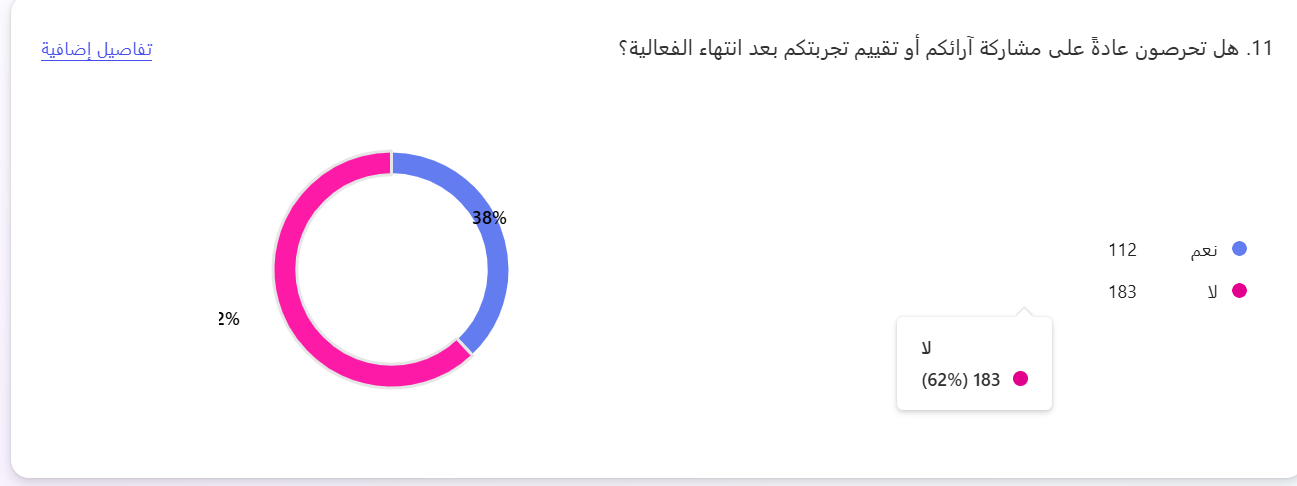 11. هل تحرصون عادةً على مشاركة آرائكم أو تقييم تجربتكم بعد انتهاء الفعالية؟
تفاصيل إضافية
نعم 112
لا 183
38%
2%
لا
183 (62%)